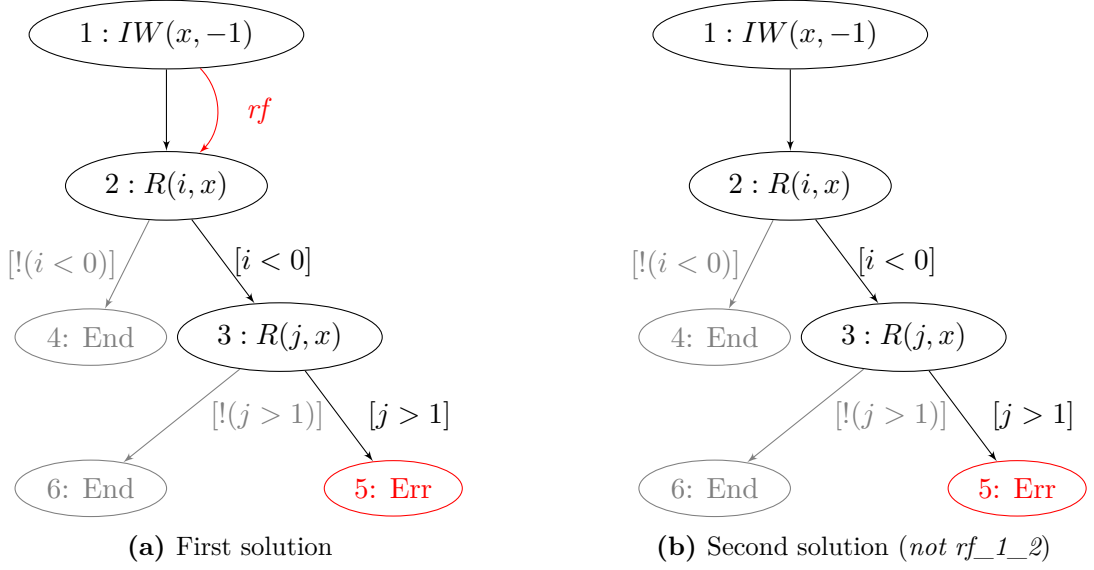 1 : IW(x, −1)
rf
2 : R(i, x)
[!(i < 0)]
[i < 0]
4: End
3 : R(j, x)
[!(j > 1)]
[j > 1]
6: End
5: Err
(a) First solution
1 : IW(x, −1)
2 : R(i, x)
[!(i < 0)]
[i < 0]
4: End
3 : R(j, x)
[!(j > 1)]
[j > 1]
6: End
5: Err
(b) Second solution (not rf_1_2)